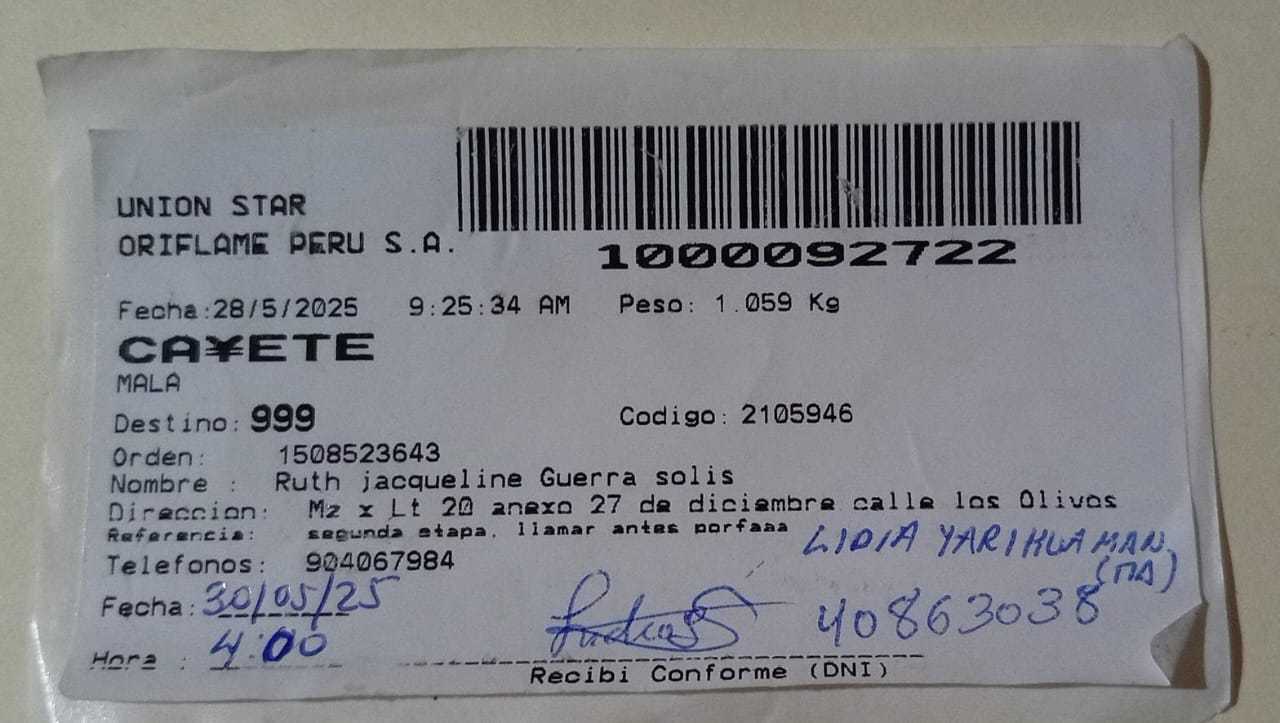 UNION STAR
ORIFLAME PERU S.A.
1000092722
Fecha:28/5/2025 9:25:34 AM Peso: 1.059 Kg
CA¥ETE
MALA
Destino: 999 Codigo: 2105946
Orden: 1508523643
Nombre : Ruth jacqueline Guerra solis
Direccion: Mz x Lt 20 anexo 27 de diciembre calle los Olivos
Referencia: segunda etapa, llamar antes porfaaa
LIDIA YARIHUAMAN
Telefonos: 904067984
Fecha: 30/05/25
40863038
Hora : 4:00
Recibi Conforme (DNI)